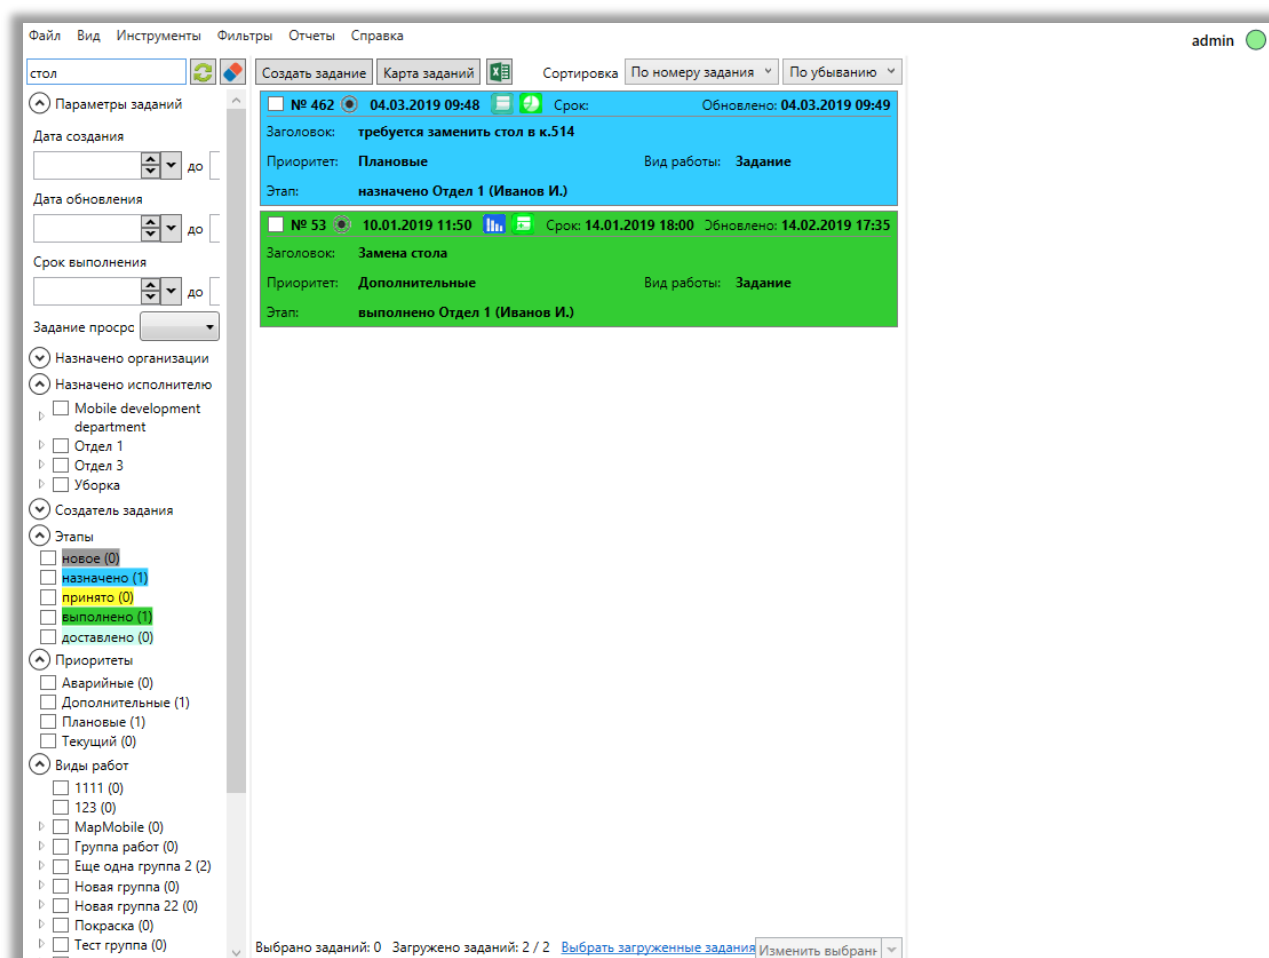 Файл Вид Инструменты Фильтры Отчеты Справка
admin
стол
Создать задание Карта заданий Сортировка По номеру задания По убыванию
Параметры заданий
Дата создания
до
Дата обновления
до
Срок выполнения
до
Задание просрс
Назначено организации
Назначено исполнителю
Mobile development
department
Отдел 1
Отдел 3
Уборка
Создатель задания
Этапы
новое (0)
назначено (1)
принято (0)
выполнено (1)
доставлено (0)
Приоритеты
Аварийные (0)
Дополнительные (1)
Плановые (1)
Текущий (0)
Виды работ
1111 (0)
123 (0)
MapMobile (0)
Группа работ (0)
Еще одна группа 2 (2)
Новая группа (0)
Новая группа 22 (0)
Покраска (0)
Тест группа (0)
№ 462 04.03.2019 09:48 Срок: Обновлено: 04.03.2019 09:49
Заголовок: требуется заменить стол в к.514
Приоритет: Плановые Вид работы: Задание
Этап: назначено Отдел 1 (Иванов И.)
№ 53 10.01.2019 11:50 Срок: 14.01.2019 18:00 Обновлено: 14.02.2019 17:35
Заголовок: Замена стола
Приоритет: Дополнительные Вид работы: Задание
Этап: выполнено Отдел 1 (Иванов И.)
Выбрано заданий: 0 Загружено заданий: 2 / 2 Выбрать загруженные задания Изменить выбранн